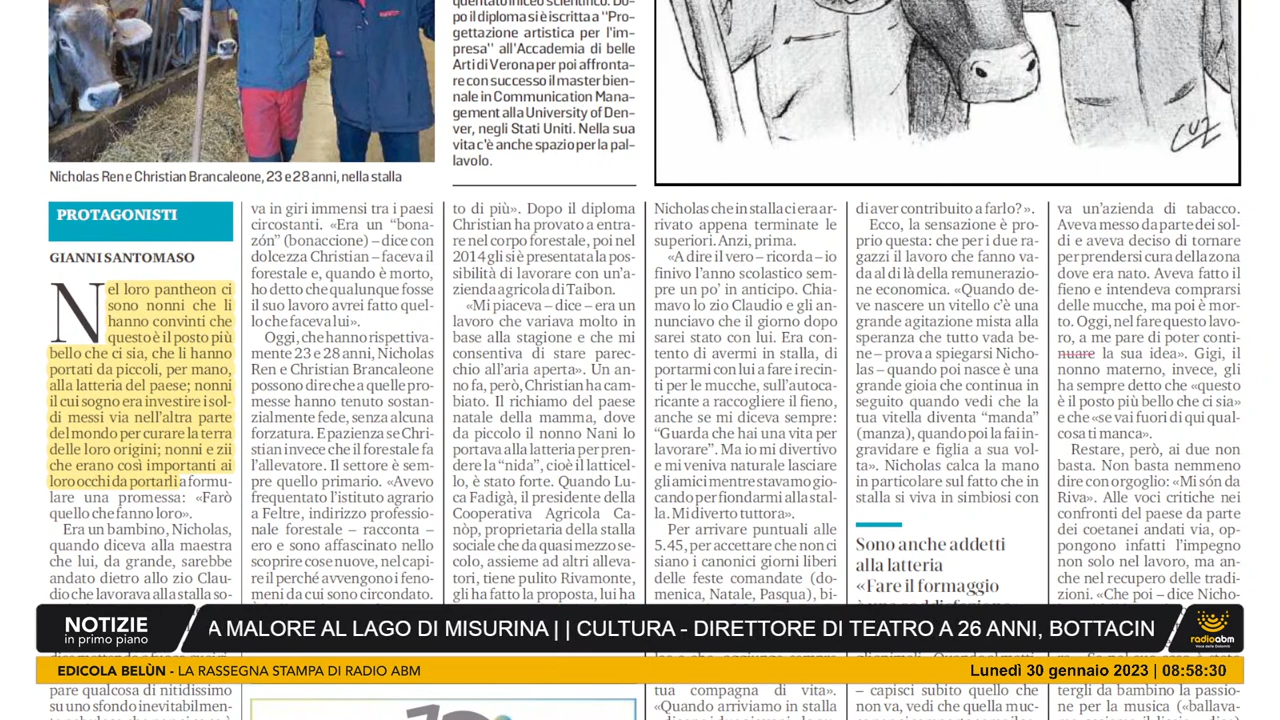 quentato il liceo scientifico. Do-
po il diploma si è iscritta a "Pro-
gettazione artistica per l'im-
presa" all'Accademia di belle
Arti di Verona per poi affronta-
re con successo il master bien-
nale in Communication Mana-
gement alla University of Den-
ver, negli Stati Uniti. Nella sua
vita c'è anche spazio per la pal-
lavolo.
CUZ
Nicholas Ren e Christian Brancaleone, 23 e 28 anni, nella stalla
PROTAGONISTI
GIANNI SANTOMASO
Nel loro pantheon ci
sono nonni che li
hanno convinti che
questo è il posto più
bello che ci sia, che li hanno
portati da piccoli, per mano,
alla latteria del paese; nonni
il cui sogno era investire i sol-
di messi via nell'altra parte
del mondo per curare la terra
delle loro origini; nonni e zii
che erano così importanti ai
loro occhi da portarli a formu-
lare una promessa: «Farò
quello che fanno loro».
Era un bambino, Nicholas,
quando diceva alla maestra
che lui, da grande, sarebbe
andato dietro allo zio Clau-
dio che lavorava alla stalla so-
pare qualcosa di nitidissimo
su uno sfondo inevitabilmen-
va in giri immensi tra i paesi
circostanti. «Era un "bona-
zón" (bonaccione) – dice con
dolcezza Christian – faceva il
forestale e, quando è morto,
ho detto che qualunque fosse
il suo lavoro avrei fatto quel-
lo che faceva lui».
Oggi, che hanno rispettiva-
mente 23 e 28 anni, Nicholas
Ren e Christian Brancaleone
possono dire che a quelle pro-
messe hanno tenuto sostan-
zialmente fede, senza alcuna
forzatura. E pazienza se Chri-
stian invece che il forestale fa
l'allevatore. Il settore è sem-
pre quello primario. «Avevo
frequentato l'istituto agrario
a Feltre, indirizzo professio-
nale forestale – racconta –
ero e sono affascinato nello
scoprire cose nuove, nel capi-
re il perché avvengono i feno-
meni da cui sono circondato.
to di più». Dopo il diploma
Christian ha provato a entra-
re nel corpo forestale, poi nel
2014 gli si è presentata la pos-
sibilità di lavorare con un'a-
zienda agricola di Taibon.
«Mi piaceva – dice – era un
lavoro che variava molto in
base alla stagione e che mi
consentiva di stare parec-
chio all'aria aperta». Un an-
no fa, però, Christian ha cam-
biato. Il richiamo del paese
natale della mamma, dove
da piccolo il nonno Nani lo
portava alla latteria per pren-
dere la "nida", cioè il latticel-
lo, è stato forte. Quando Lu-
ca Fadigà, il presidente della
Cooperativa Agricola Ca-
nòp, proprietaria della stalla
sociale che da quasi mezzo se-
colo, assieme ad altri alleva-
tori, tiene pulito Rivamonte,
gli ha fatto la proposta, lui ha
Nicholas che in stalla ci era ar-
rivato appena terminate le
superiori. Anzi, prima.
«A dire il vero – ricorda – io
finivo l'anno scolastico sem-
pre un po' in anticipo. Chia-
mavo lo zio Claudio e gli an-
nunciavo che il giorno dopo
sarei stato con lui. Era con-
tento di avermi in stalla, di
portarmi con lui a fare i recin-
ti per le mucche, sull'autoca-
ricante a raccogliere il fieno,
anche se mi diceva sempre:
"Guarda che hai una vita per
lavorare". Ma io mi divertivo
e mi veniva naturale lasciare
gli amici mentre stavamo gio-
cando per fiondarmi alla stal-
la. Mi diverto tuttora».
Per arrivare puntuali alle
5.45, per accettare che non ci
siano i canonici giorni liberi
delle feste comandate (do-
menica, Natale, Pasqua), bi-
tua compagna di vita».
«Quando arriviamo in stalla
di aver contribuito a farlo?».
Ecco, la sensazione è pro-
prio questa: che per i due ra-
gazzi il lavoro che fanno va-
da al di là della remunerazio-
ne economica. «Quando de-
ve nascere un vitello c'è una
grande agitazione mista alla
speranza che tutto vada be-
ne – prova a spiegarsi Nicho-
las – quando poi nasce è una
grande gioia che continua in
seguito quando vedi che la
tua vitella diventa "manda"
(manza), quando poi la fai in-
gravidare e figlia a sua vol-
ta». Nicholas calca la mano
in particolare sul fatto che in
stalla si viva in simbiosi con
Sono anche addetti
alla latteria
«Fare il formaggio
– capisci subito quello che
non va, vedi che quella muc-
va un'azienda di tabacco.
Aveva messo da parte dei sol-
di e aveva deciso di tornare
per prendersi cura della zona
dove era nato. Aveva fatto il
fieno e intendeva comprarsi
delle mucche, ma poi è mor-
to. Oggi, nel fare questo lavo-
ro, a me pare di poter conti-
nuare la sua idea». Gigi, il
nonno materno, invece, gli
ha sempre detto che «questo
è il posto più bello che ci sia»
e che «se vai fuori di qui qual-
cosa ti manca».
Restare, però, ai due non
basta. Non basta nemmeno
dire con orgoglio: «Mi són da
Riva». Alle voci critiche nei
confronti del paese da parte
dei coetanei andati via, op-
pongono infatti l'impegno
non solo nel lavoro, ma an-
che nel recupero delle tradi-
zioni. «Che poi – dice Nicho-
tergli da bambino la passio-
ne per la musica («ballava-
NOTIZIE
in primo piano
A MALORE AL LAGO DI MISURINA | | CULTURA - DIRETTORE DI TEATRO A 26 ANNI, BOTTACIN
radioabm
Voce delle Dolomiti
EDICOLA BELÙN - LA RASSEGNA STAMPA DI RADIO ABM
Lunedì 30 gennaio 2023 | 08:58:30